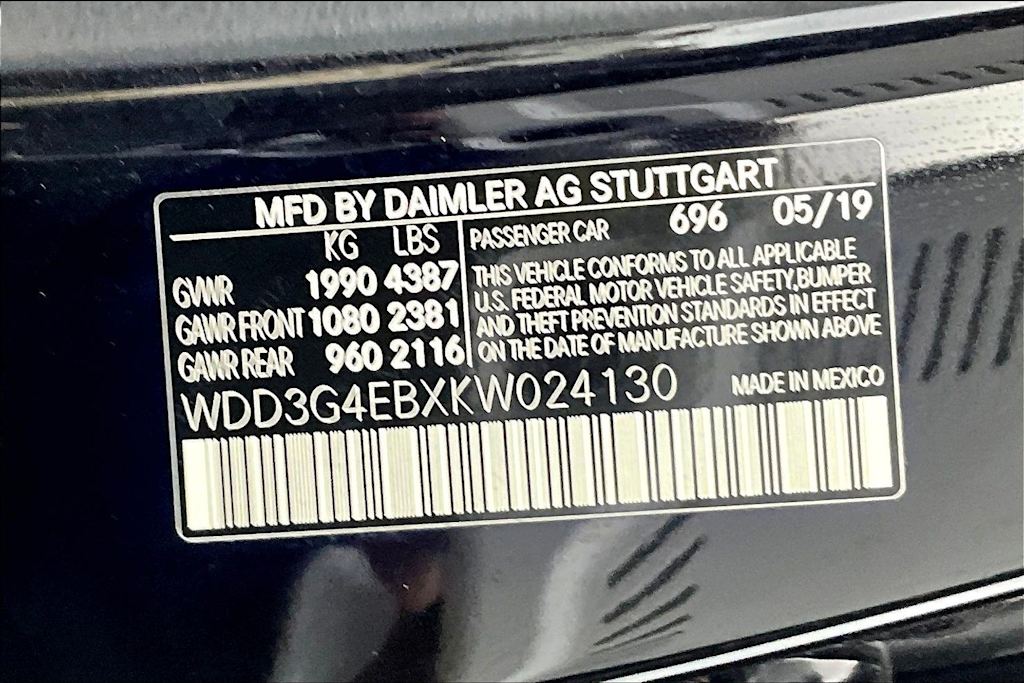 MFD BY DAIMLER AG STUTTGART
KG LBS
GVWR 1990 4387
GAWR FRONT 1080 2381
GAWR REAR 960 2116
PASSENGER CAR 696 05/19
THIS VEHICLE CONFORMS TO ALL APPLICABLE
U.S. FEDERAL MOTOR VEHICLE SAFETY,BUMPER
AND THEFT PREVENTION STANDARDS IN EFFECT
ON THE DATE OF MANUFACTURE SHOWN ABOVE
WDD3G4EBXKW024130
MADE IN MEXICO